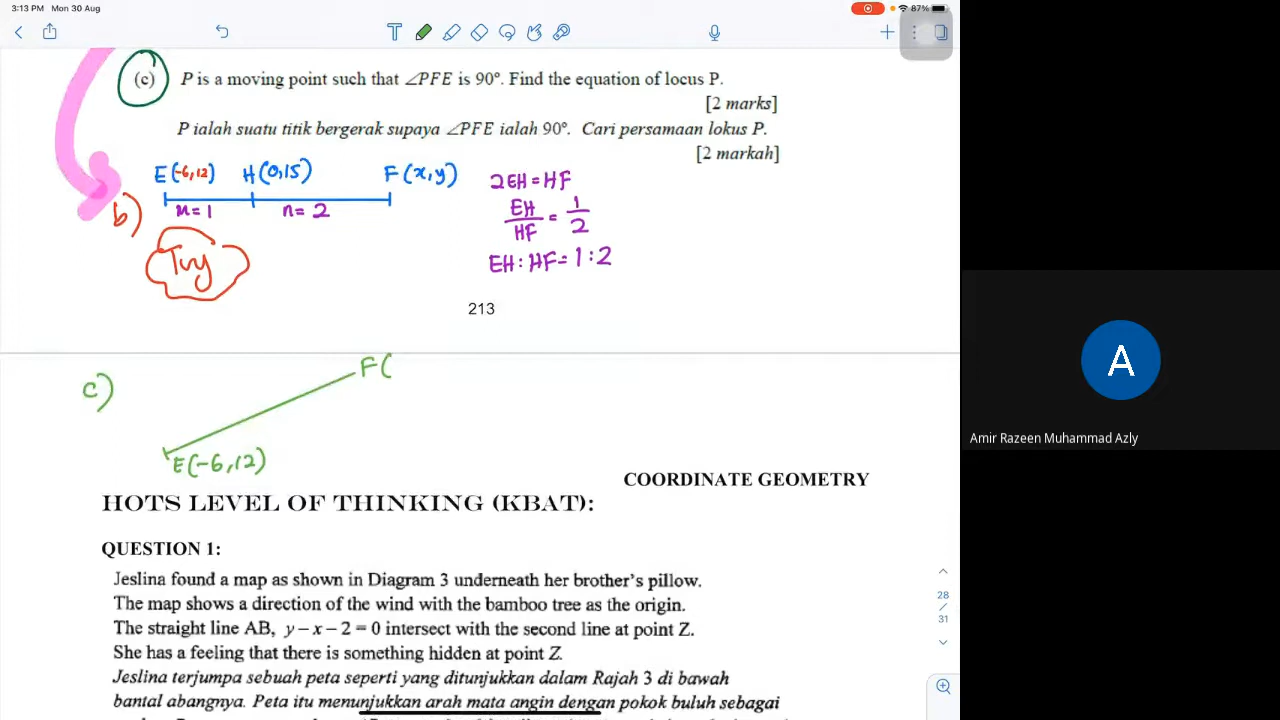 3:13 PM Mon 30 Aug
87%
(c) P is a moving point such that ∠PFE is 90°. Find the equation of locus P.
[2 marks]
P ialah suatu titik bergerak supaya ∠PFE ialah 90°. Cari persamaan lokus P.
[2 markah]
E(-6,12) H(0,15) F(x,y)
b) m=1 n=2
Try
2EH=HF
EH/HF = 1/2
EH:HF=1:2
213
c) F(
E(-6,12)
COORDINATE GEOMETRY
HOTS LEVEL OF THINKING (KBAT):
QUESTION 1:
Jeslina found a map as shown in Diagram 3 underneath her brother's pillow.
The map shows a direction of the wind with the bamboo tree as the origin.
The straight line AB, y−x−2=0 intersect with the second line at point Z.
She has a feeling that there is something hidden at point Z.
Jeslina terjumpa sebuah peta seperti yang ditunjukkan dalam Rajah 3 di bawah
bantal abangnya. Peta itu menunjukkan arah mata angin dengan pokok buluh sebagai
28
/
31
A
Amir Razeen Muhammad Azly